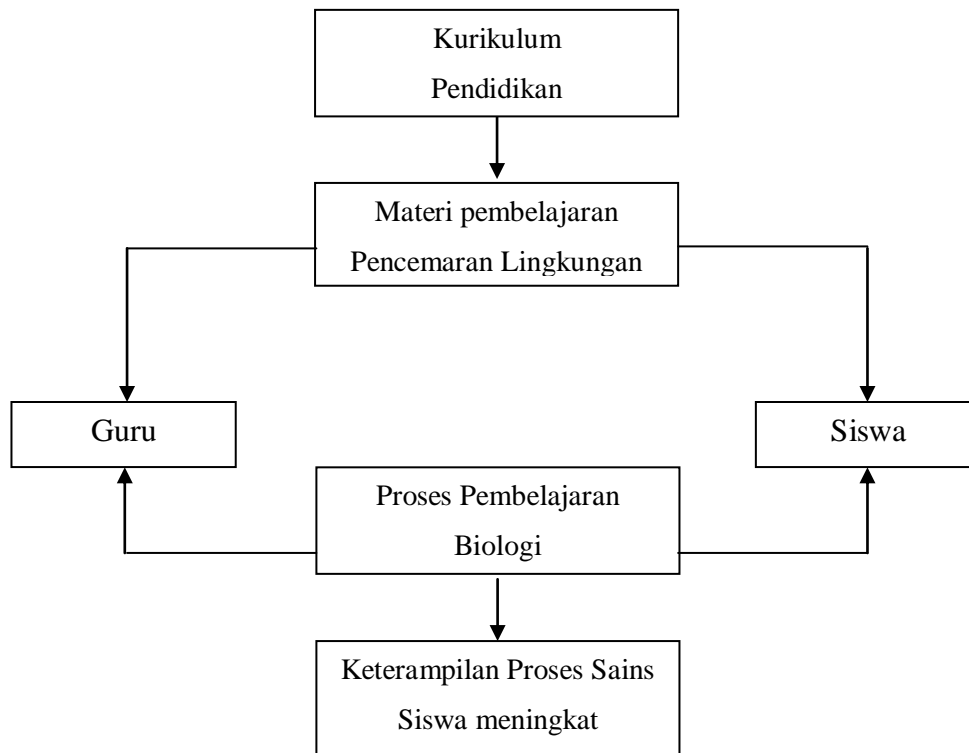 Kurikulum
Pendidikan
Materi pembelajaran
Pencemaran Lingkungan
Guru
Siswa
Proses Pembelajaran
Biologi
Keterampilan Proses Sains
Siswa meningkat